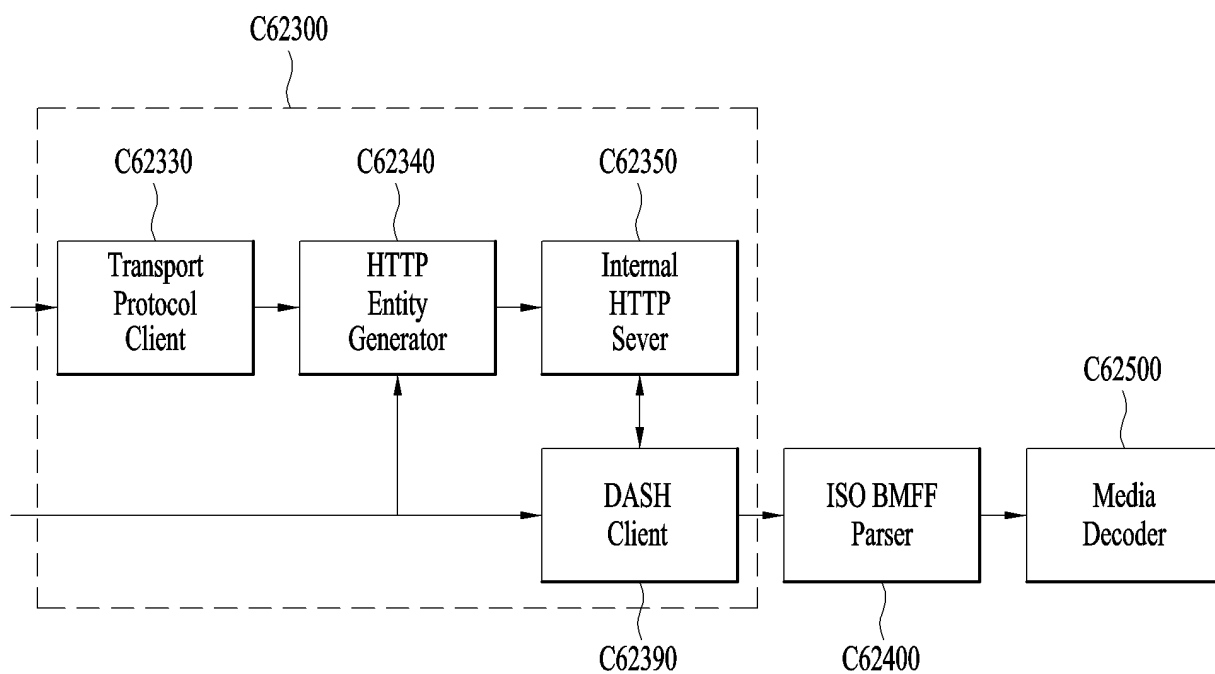 C62300
C62330
C62340
C62350
Transport
Protocol
Client
HTTP
Entity
Generator
Internal
HTTP
Sever
C62500
DASH
Client
ISO BMFF
Parser
Media
Decoder
C62390
C62400